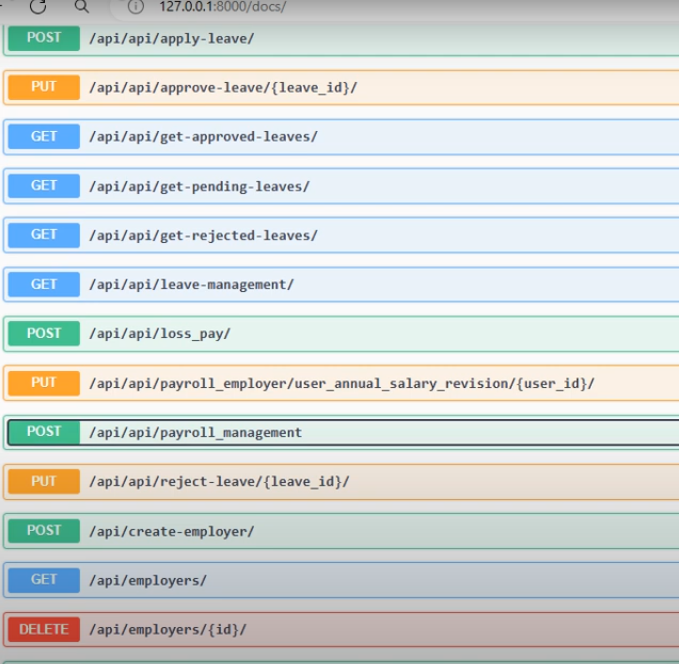 127.0.0.1:8000/docs/
POST /api/api/apply-leave/
PUT /api/api/approve-leave/{leave_id}/
GET /api/api/get-approved-leaves/
GET /api/api/get-pending-leaves/
GET /api/api/get-rejected-leaves/
GET /api/api/leave-management/
POST /api/api/loss_pay/
PUT /api/api/payroll_employer/user_annual_salary_revision/{user_id}/
POST /api/api/payroll_management
PUT /api/api/reject-leave/{leave_id}/
POST /api/create-employer/
GET /api/employers/
DELETE /api/employers/{id}/